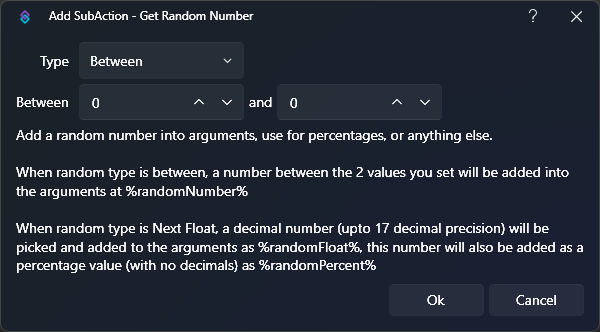 Add SubAction - Get Random Number
?
Type Between
Between 0 and 0
Add a random number into arguments, use for percentages, or anything else.
When random type is between, a number between the 2 values you set will be added into
the arguments at %randomNumber%
When random type is Next Float, a decimal number (upto 17 decimal precision) will be
picked and added to the arguments as %randomFloat%, this number will also be added as a
percentage value (with no decimals) as %randomPercent%
Ok Cancel